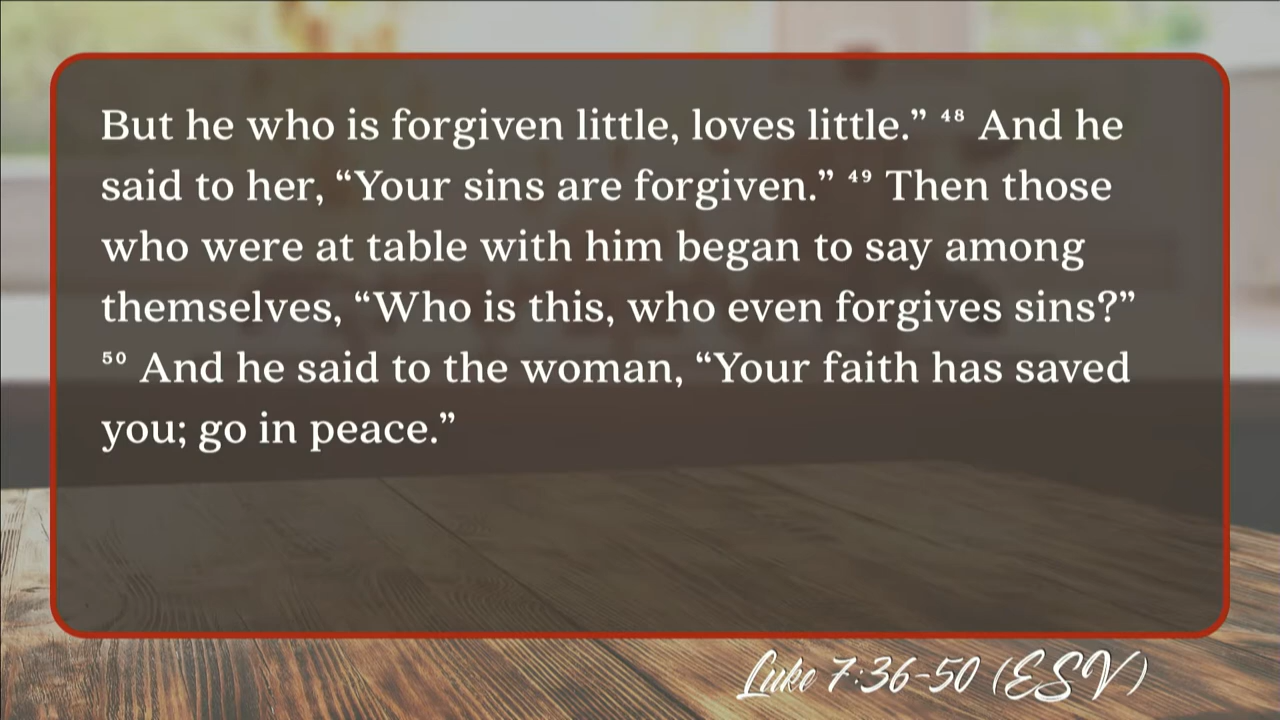 But he who is forgiven little, loves little.” ⁴⁸ And he
said to her, “Your sins are forgiven.” ⁴⁹ Then those
who were at table with him began to say among
themselves, “Who is this, who even forgives sins?”
⁵⁰ And he said to the woman, “Your faith has saved
you; go in peace.”
Luke 7:36-50 (ESV)